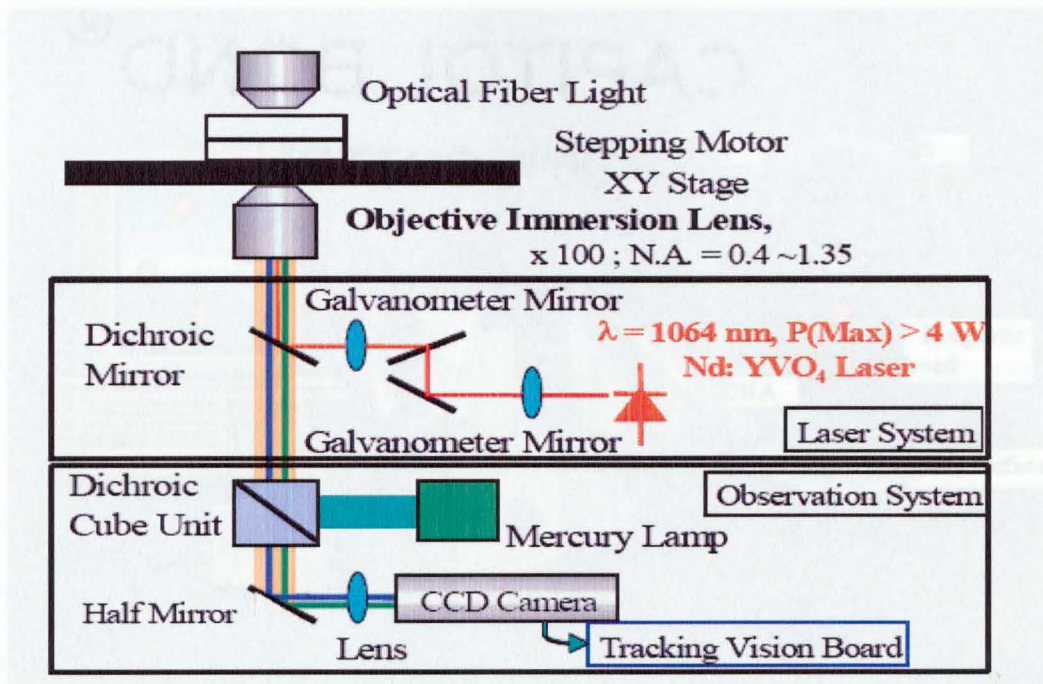 Optical Fiber Light
Stepping Motor
XY Stage
Objective Immersion Lens,
x 100 ; N.A. = 0.4 ~1.35
Galvanometer Mirror
Dichroic
Mirror
λ = 1064 nm, P(Max) > 4 W
Nd: YVO₄ Laser
Galvanometer Mirror
Laser System
Dichroic
Cube Unit
Observation System
Mercury Lamp
Half Mirror
CCD Camera
Lens
Tracking Vision Board